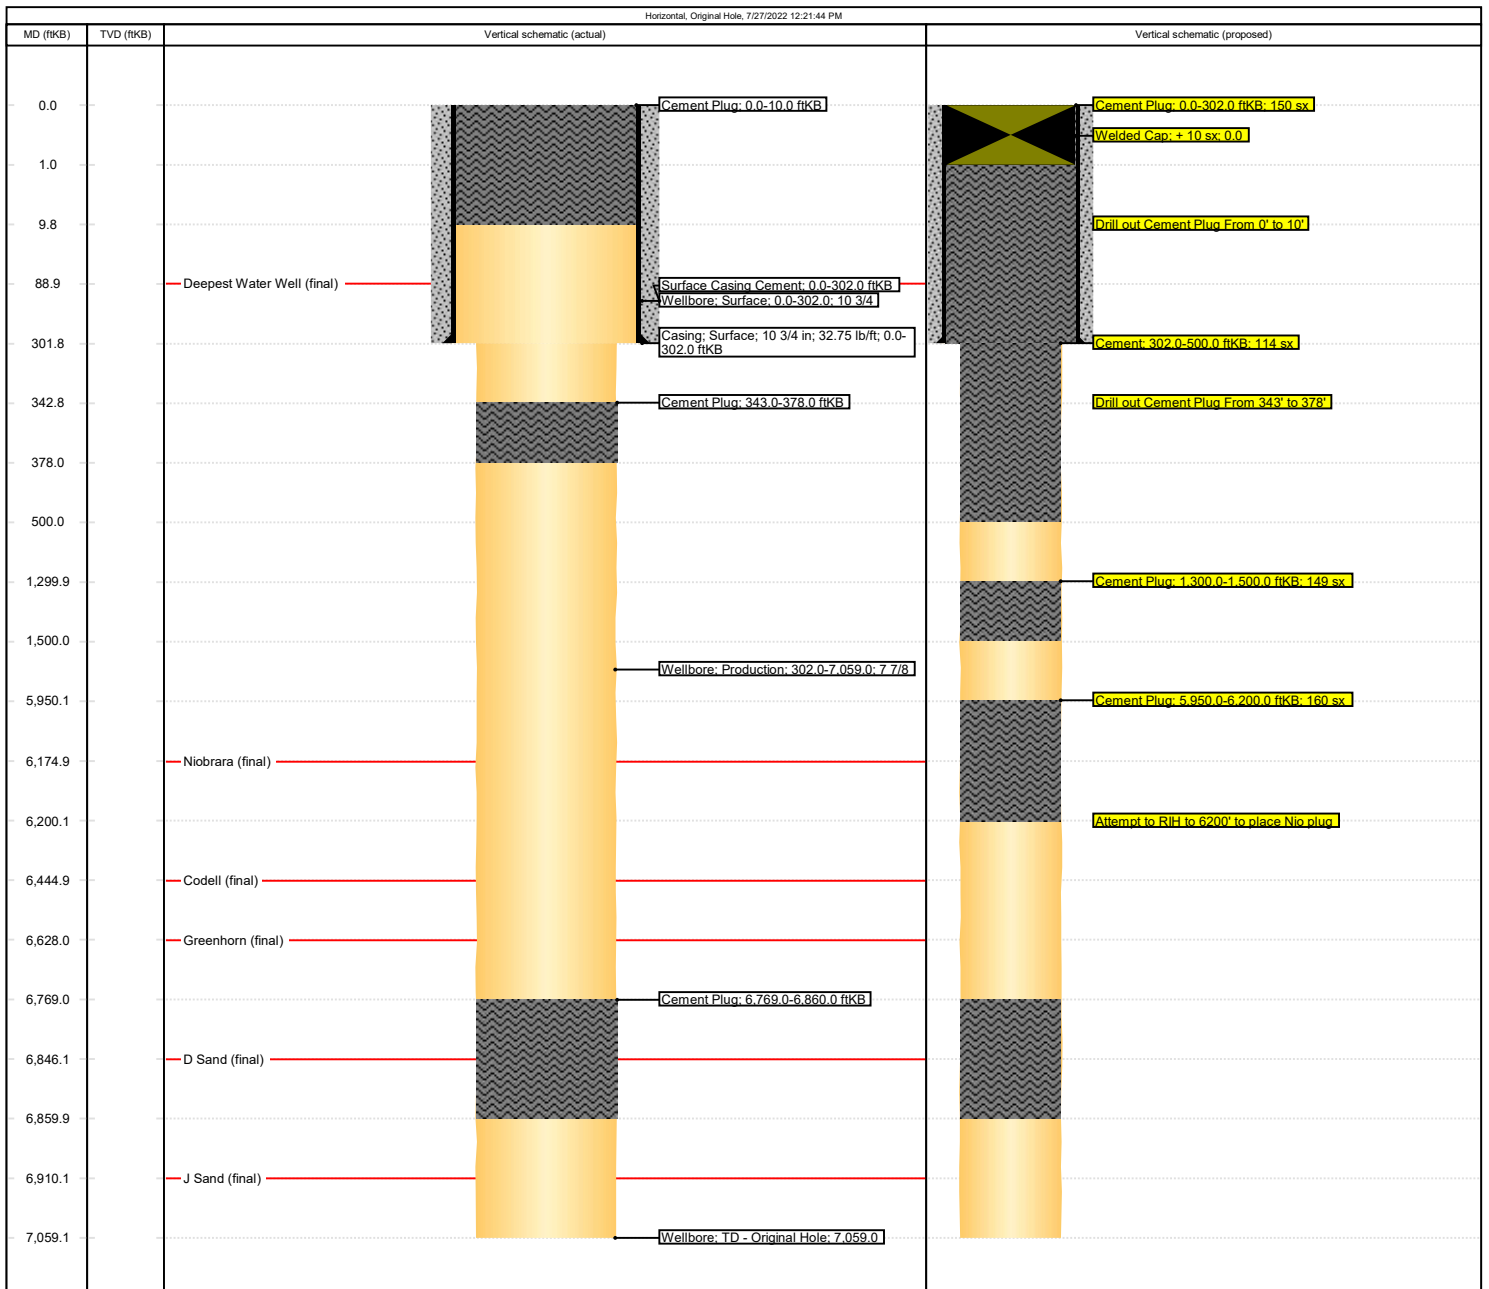 Horizontal, Original Hole, 7/27/2022 12:21:44 PM
MD (ftKB)
TVD (ftKB)
Vertical schematic (actual)
Vertical schematic (proposed)
0.0
Cement Plug; 0.0-10.0 ftKB
Cement Plug; 0.0-302.0 ftKB; 150 sx
Welded Cap; + 10 sx; 0.0
1.0
9.8
Drill out Cement Plug From 0' to 10'
88.9
Deepest Water Well (final)
Surface Casing Cement; 0.0-302.0 ftKB
Wellbore; Surface; 0.0-302.0; 10 3/4
301.8
Casing; Surface; 10 3/4 in; 32.75 lb/ft; 0.0-
302.0 ftKB
Cement; 302.0-500.0 ftKB; 114 sx
342.8
Cement Plug; 343.0-378.0 ftKB
Drill out Cement Plug From 343' to 378'
378.0
500.0
1,299.9
Cement Plug; 1,300.0-1,500.0 ftKB; 149 sx
1,500.0
Wellbore; Production; 302.0-7,059.0; 7 7/8
5,950.1
Cement Plug; 5,950.0-6,200.0 ftKB; 160 sx
6,174.9
Niobrara (final)
6,200.1
Attempt to RIH to 6200' to place Nio plug
6,444.9
Codell (final)
6,628.0
Greenhorn (final)
6,769.0
Cement Plug; 6,769.0-6,860.0 ftKB
6,846.1
D Sand (final)
6,859.9
6,910.1
J Sand (final)
7,059.1
Wellbore; TD - Original Hole; 7,059.0